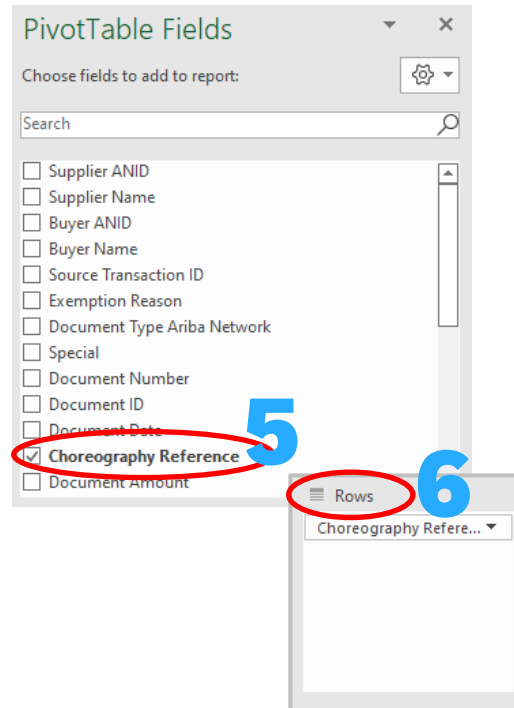 PivotTable Fields
Choose fields to add to report:
Search
Supplier ANID
Supplier Name
Buyer ANID
Buyer Name
Source Transaction ID
Exemption Reason
Document Type Ariba Network
Special
Document Number
Document ID
Document Date
Choreography Reference
5
Document Amount
Rows
6
Choreography Refere...